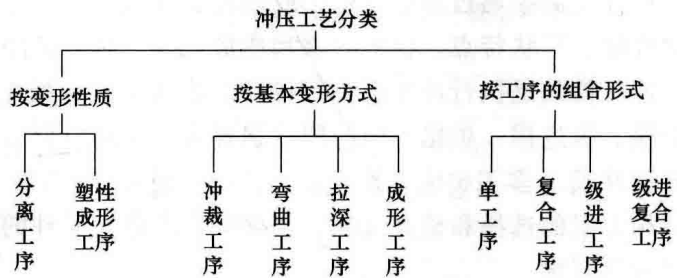 冲压工艺分类
按变形性质
按基本变形方式
按工序的组合形式
分离工序
塑性成形工序
冲裁工序
弯曲工序
拉深工序
成形工序
单工序
复合工序
级进工序
级进复合工序